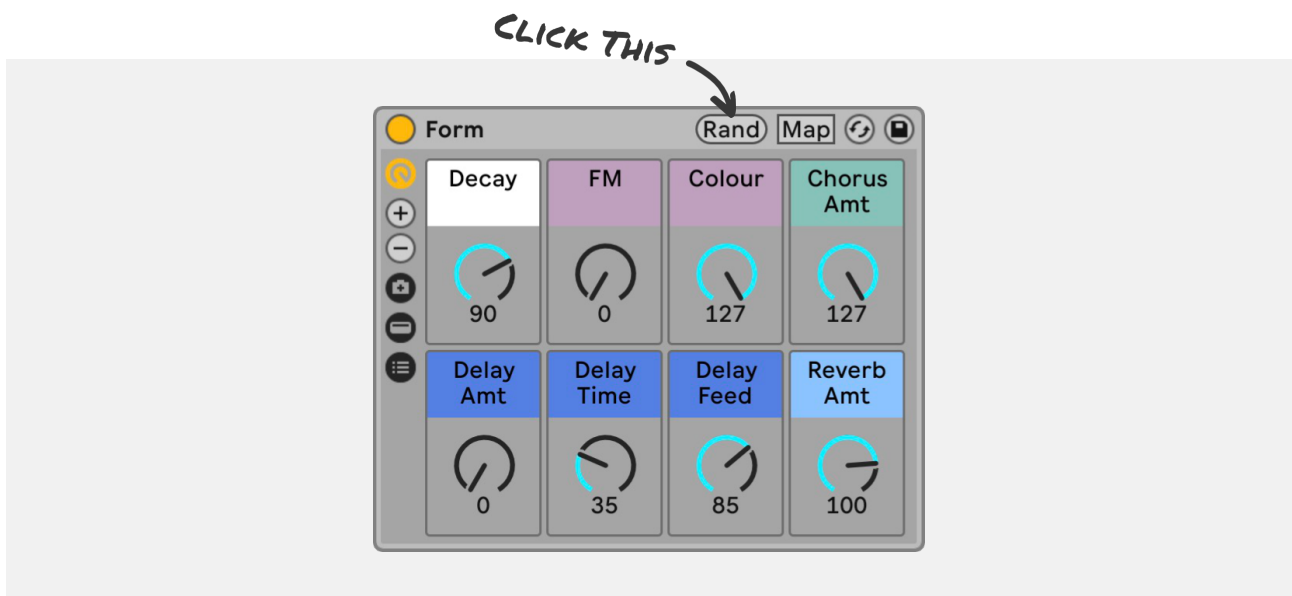 CLICK THIS
Form
Rand
Map
Decay
FM
Colour
Chorus
Amt
90
0
127
127
Delay
Amt
Delay
Time
Delay
Feed
Reverb
Amt
0
35
85
100